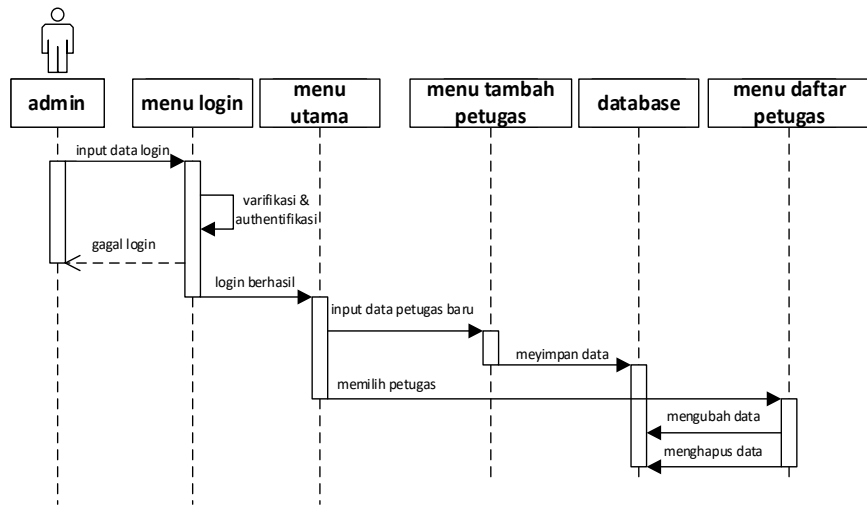 admin
menu login
menu
utama
menu tambah
petugas
database
menu daftar
petugas
input data login
varifikasi &
authentifikasi
gagal login
login berhasil
input data petugas baru
meyimpan data
memilih petugas
mengubah data
menghapus data